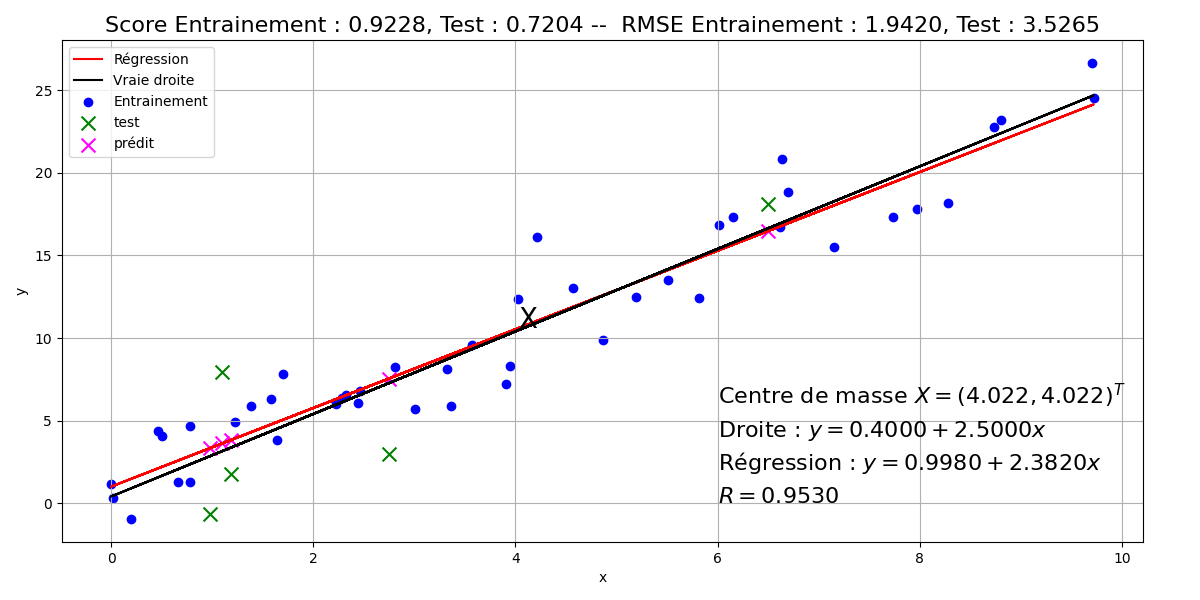 Score Entrainement : 0.9228, Test : 0.7204 --  RMSE Entrainement : 1.9420, Test : 3.5265
Régression
Vraie droite
Entrainement
test
prédit
25
20
15
10
5
0
y
Centre de masse X = (4.022, 4.022)^T
Droite : y = 0.4000 + 2.5000x
Régression : y = 0.9980 + 2.3820x
R = 0.9530
0 2 4 6 8 10
x